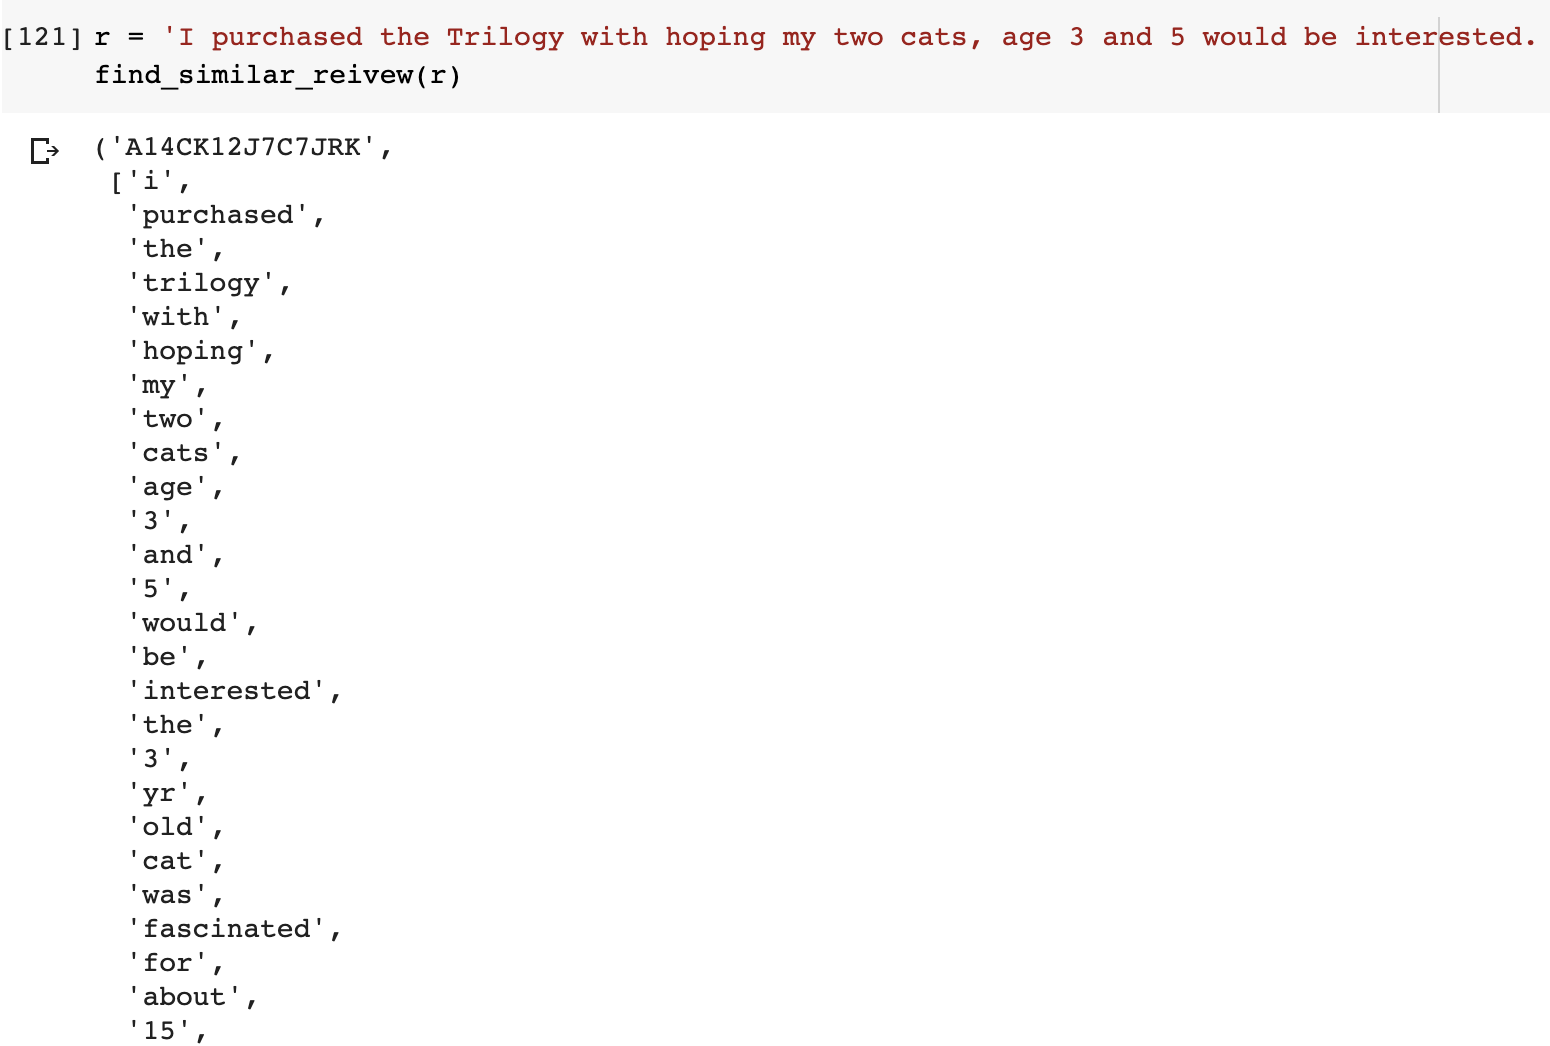 [121] r = 'I purchased the Trilogy with hoping my two cats, age 3 and 5 would be interested.
find_similar_reivew(r)
('A14CK12J7C7JRK',
['i',
'purchased',
'the',
'trilogy',
'with',
'hoping',
'my',
'two',
'cats',
'age',
'3',
'and',
'5',
'would',
'be',
'interested',
'the',
'3',
'yr',
'old',
'cat',
'was',
'fascinated',
'for',
'about',
'15',